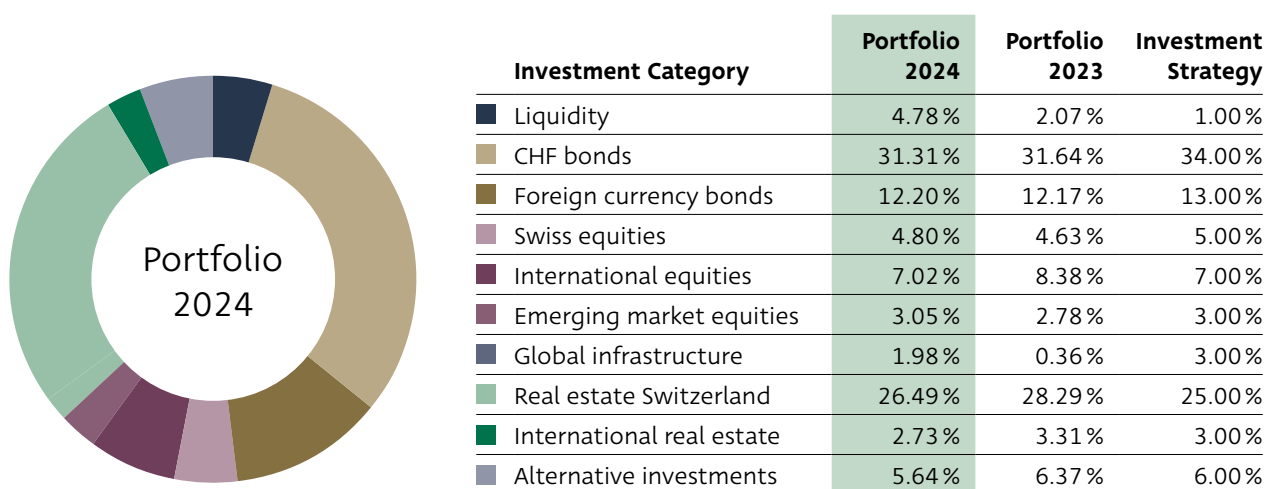 Portfolio
2024
Portfolio Portfolio Investment
Investment Category 2024 2023 Strategy
Liquidity 4.78 % 2.07 % 1.00 %
CHF bonds 31.31 % 31.64 % 34.00 %
Foreign currency bonds 12.20 % 12.17 % 13.00 %
Swiss equities 4.80 % 4.63 % 5.00 %
International equities 7.02 % 8.38 % 7.00 %
Emerging market equities 3.05 % 2.78 % 3.00 %
Global infrastructure 1.98 % 0.36 % 3.00 %
Real estate Switzerland 26.49 % 28.29 % 25.00 %
International real estate 2.73 % 3.31 % 3.00 %
Alternative investments 5.64 % 6.37 % 6.00 %